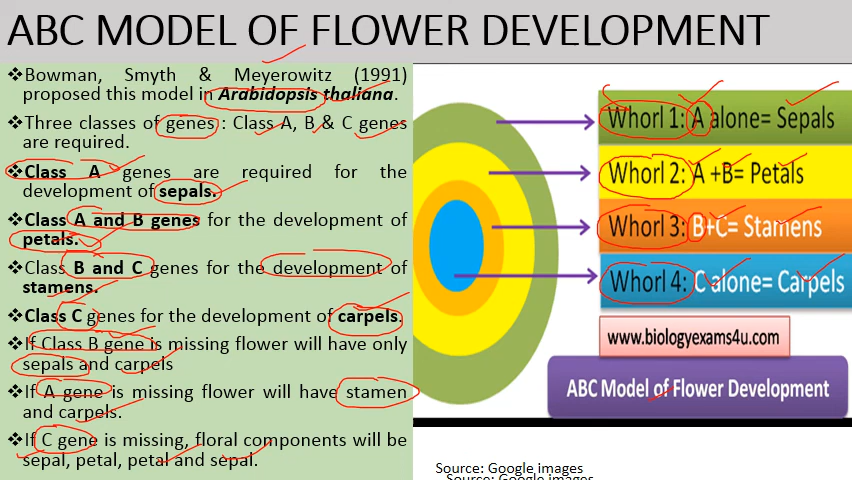 ABC MODEL OF FLOWER DEVELOPMENT
❖Bowman, Smyth & Meyerowitz (1991)
proposed this model in Arabidopsis thaliana.
❖Three classes of genes : Class A, B & C genes
are required.
❖Class A genes are required for the
development of sepals.
❖Class A and B genes for the development of
petals.
❖Class B and C genes for the development of
stamens.
❖Class C genes for the development of carpels.
❖If Class B gene is missing flower will have only
sepals and carpels
❖If A gene is missing flower will have stamen
and carpels.
❖If C gene is missing, floral components will be
sepal, petal, petal and sepal.
Whorl 1: A alone= Sepals
Whorl 2: A +B= Petals
Whorl 3: B+C= Stamens
Whorl 4: C alone= Carpels
www.biologyexams4u.com
ABC Model of Flower Development
Source: Google images
Source: Google images